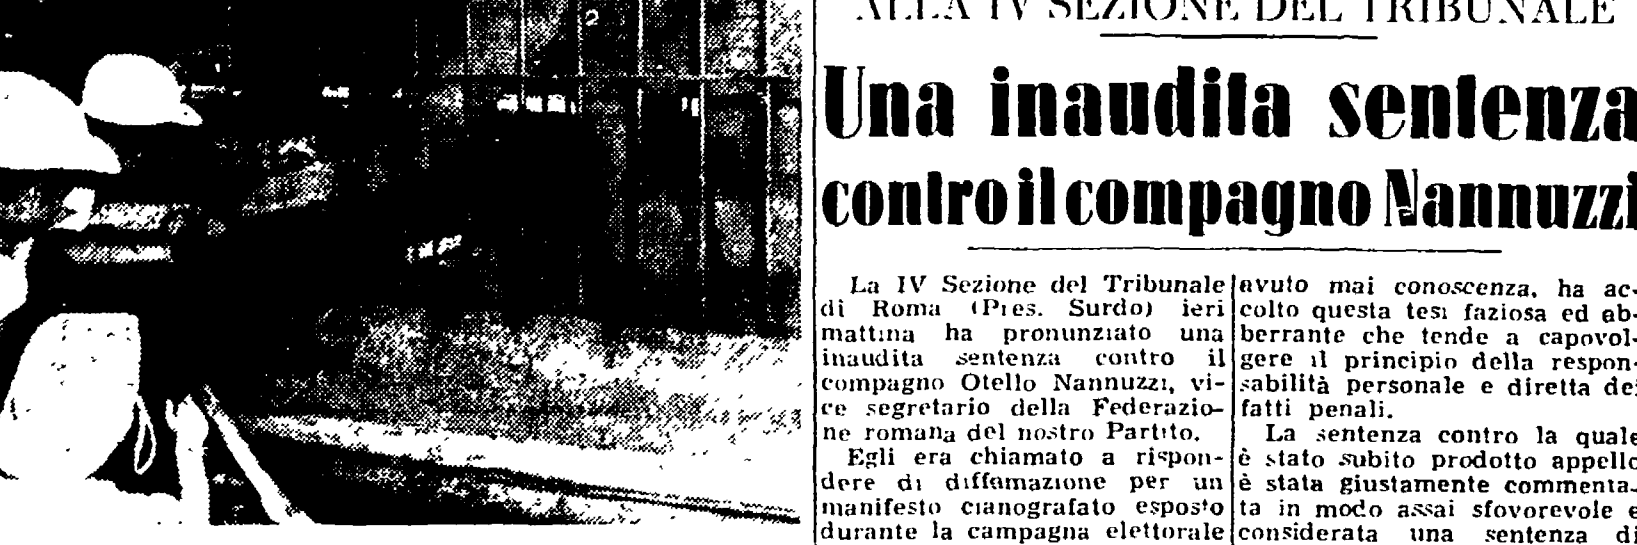 ALLA IV SEZIONE DEL TRIBUNALE
Una inaudita sentenza
contro il compagno Nannuzzi
La IV Sezione del Tribunale
di Roma (Pres. Surdo) ieri
mattina ha pronunziato una
inaudita sentenza contro il
compagno Otello Nannuzzi, vi-
ce segretario della Federazio-
ne romana del nostro Partito.
Egli era chiamato a rispon-
dere di diffamazione per un
manifesto cianografato esposto
durante la campagna elettorale
avuto mai conoscenza, ha ac-
colto questa tesi faziosa ed ab-
berrante che tende a capovol-
gere il principio della respon-
sabilità personale e diretta dei
fatti penali.
La sentenza contro la quale
è stato subito prodotto appello
è stata giustamente commenta-
ta in modo assai sfovorevole e
considerata una sentenza di